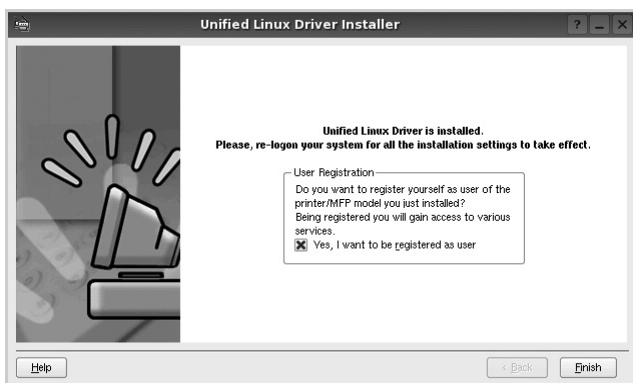 Unified Linux Driver Installer
Unified Linux Driver is installed.
Please, re-logon your system for all the installation settings to take effect.
User Registration
Do you want to register yourself as user of the
printer/MFP model you just installed?
Being registered you will gain access to various
services.
Yes, I want to be registered as user
Help
< Back
Finish